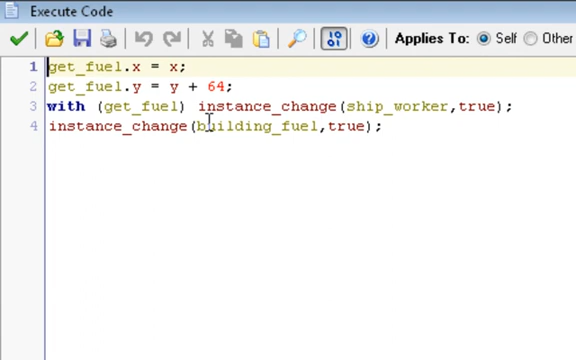 Execute Code
Applies To: Self Other
1 get_fuel.x = x;
2 get_fuel.y = y + 64;
3 with (get_fuel) instance_change(ship_worker,true);
4 instance_change(building_fuel,true);